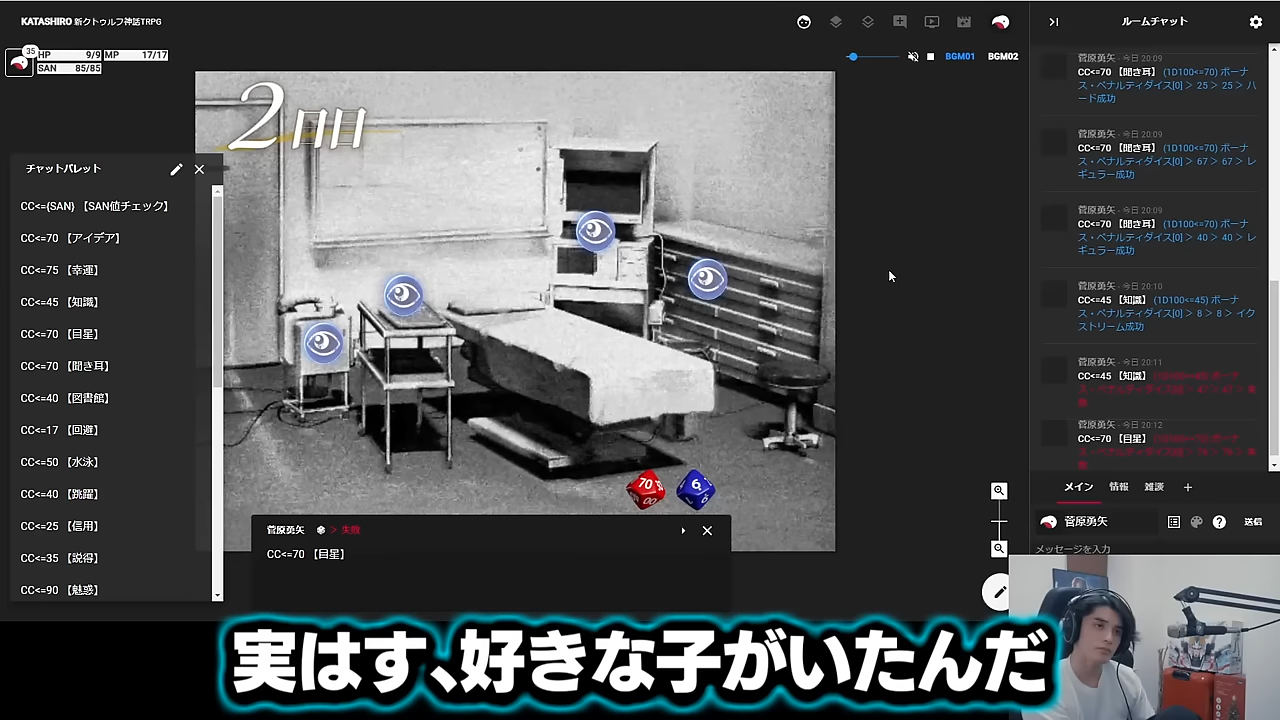 KATASHIRO 新クトゥルフ神話TRPG
35
HP 9/9 MP 17/17
SAN 85/85
BGM01 BGM02
2日目
チャットパレット
CC<={SAN} 【SAN値チェック】
CC<=70 【アイデア】
CC<=75 【幸運】
CC<=45 【知識】
CC<=70 【目星】
CC<=70 【聞き耳】
CC<=40 【図書館】
CC<=17 【回避】
CC<=50 【水泳】
CC<=40 【跳躍】
CC<=25 【信用】
CC<=35 【説得】
CC<=90 【魅惑】
70
00
6
菅原勇矢 > 失敗
CC<=70 【目星】
ルームチャット
菅原勇矢 - 今日 20:09
CC<=70 【聞き耳】 (1D100<=70) ボーナ
ス・ペナルティダイス[0] > 25 > 25 > ハ
ード成功
菅原勇矢 - 今日 20:09
CC<=70 【聞き耳】 (1D100<=70) ボーナ
ス・ペナルティダイス[0] > 67 > 67 > レ
ギュラー成功
菅原勇矢 - 今日 20:09
CC<=70 【聞き耳】 (1D100<=70) ボーナ
ス・ペナルティダイス[0] > 40 > 40 > レ
ギュラー成功
菅原勇矢 - 今日 20:10
CC<=45 【知識】 (1D100<=45) ボーナ
ス・ペナルティダイス[0] > 8 > 8 > イク
ストリーム成功
菅原勇矢 - 今日 20:11
CC<=45 【知識】
菅原勇矢 - 今日 20:12
CC<=70 【目星】
メイン 情報 雑談 +
菅原勇矢
送信
メッセージを入力
実はす、好きな子がいたんだ